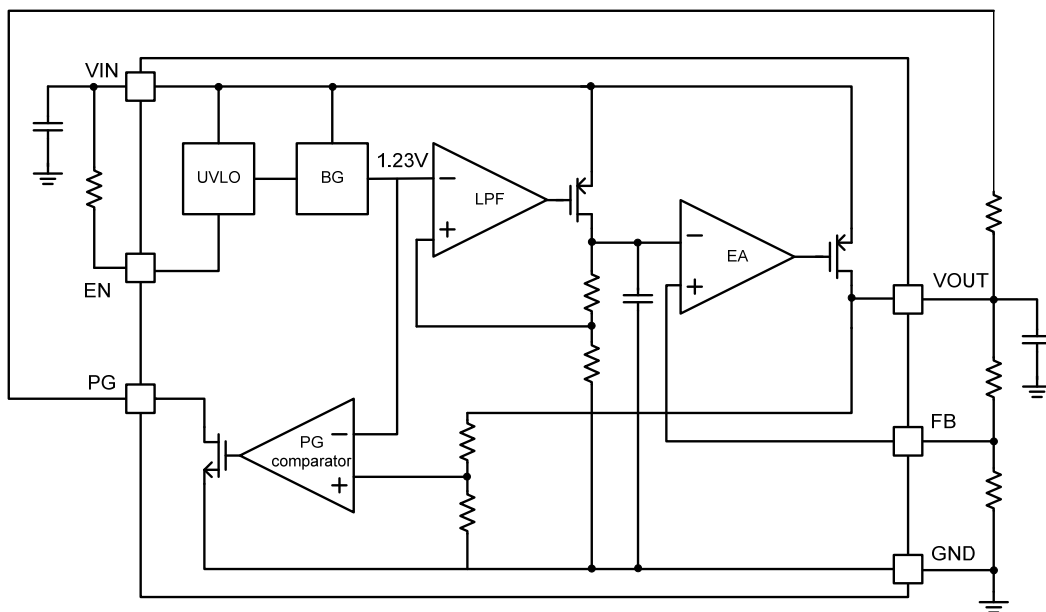 VIN
UVLO
BG
1.23V
−
LPF
+
−
EA
+
EN
VOUT
PG
FB
−
PG
comparator
+
GND